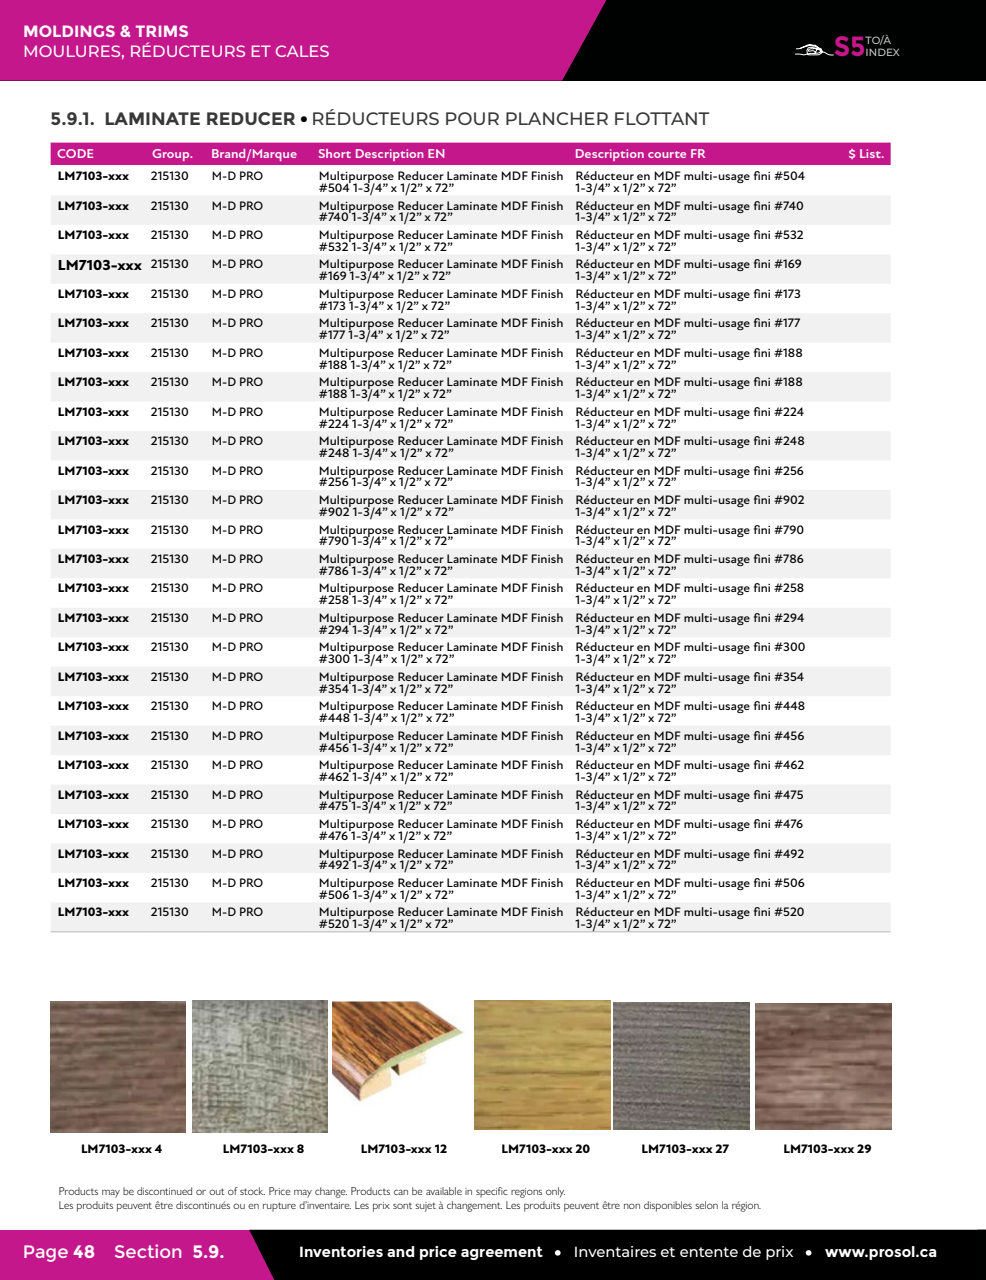 MOLDINGS & TRIMS
MOULURES, RÉDUCTEURS ET CALES
S5 TO/À
INDEX
5.9.1. LAMINATE REDUCER • RÉDUCTEURS POUR PLANCHER FLOTTANT
CODE Group. Brand/Marque Short Description EN Description courte FR $ List.
LM7103-xxx 215130 M-D PRO Multipurpose Reducer Laminate MDF Finish Réducteur en MDF multi-usage fini #504
#504 1-3/4” x 1/2” x 72” 1-3/4” x 1/2” x 72”
LM7103-xxx 215130 M-D PRO Multipurpose Reducer Laminate MDF Finish Réducteur en MDF multi-usage fini #740
#740 1-3/4” x 1/2” x 72” 1-3/4” x 1/2” x 72”
LM7103-xxx 215130 M-D PRO Multipurpose Reducer Laminate MDF Finish Réducteur en MDF multi-usage fini #532
#532 1-3/4” x 1/2” x 72” 1-3/4” x 1/2” x 72”
LM7103-xxx 215130 M-D PRO Multipurpose Reducer Laminate MDF Finish Réducteur en MDF multi-usage fini #169
#169 1-3/4” x 1/2” x 72” 1-3/4” x 1/2” x 72”
LM7103-xxx 215130 M-D PRO Multipurpose Reducer Laminate MDF Finish Réducteur en MDF multi-usage fini #173
#173 1-3/4” x 1/2” x 72” 1-3/4” x 1/2” x 72”
LM7103-xxx 215130 M-D PRO Multipurpose Reducer Laminate MDF Finish Réducteur en MDF multi-usage fini #177
#177 1-3/4” x 1/2” x 72” 1-3/4” x 1/2” x 72”
LM7103-xxx 215130 M-D PRO Multipurpose Reducer Laminate MDF Finish Réducteur en MDF multi-usage fini #188
#188 1-3/4” x 1/2” x 72” 1-3/4” x 1/2” x 72”
LM7103-xxx 215130 M-D PRO Multipurpose Reducer Laminate MDF Finish Réducteur en MDF multi-usage fini #188
#188 1-3/4” x 1/2” x 72” 1-3/4” x 1/2” x 72”
LM7103-xxx 215130 M-D PRO Multipurpose Reducer Laminate MDF Finish Réducteur en MDF multi-usage fini #224
#224 1-3/4” x 1/2” x 72” 1-3/4” x 1/2” x 72”
LM7103-xxx 215130 M-D PRO Multipurpose Reducer Laminate MDF Finish Réducteur en MDF multi-usage fini #248
#248 1-3/4” x 1/2” x 72” 1-3/4” x 1/2” x 72”
LM7103-xxx 215130 M-D PRO Multipurpose Reducer Laminate MDF Finish Réducteur en MDF multi-usage fini #256
#256 1-3/4” x 1/2” x 72” 1-3/4” x 1/2” x 72”
LM7103-xxx 215130 M-D PRO Multipurpose Reducer Laminate MDF Finish Réducteur en MDF multi-usage fini #902
#902 1-3/4” x 1/2” x 72” 1-3/4” x 1/2” x 72”
LM7103-xxx 215130 M-D PRO Multipurpose Reducer Laminate MDF Finish Réducteur en MDF multi-usage fini #790
#790 1-3/4” x 1/2” x 72” 1-3/4” x 1/2” x 72”
LM7103-xxx 215130 M-D PRO Multipurpose Reducer Laminate MDF Finish Réducteur en MDF multi-usage fini #786
#786 1-3/4” x 1/2” x 72” 1-3/4” x 1/2” x 72”
LM7103-xxx 215130 M-D PRO Multipurpose Reducer Laminate MDF Finish Réducteur en MDF multi-usage fini #258
#258 1-3/4” x 1/2” x 72” 1-3/4” x 1/2” x 72”
LM7103-xxx 215130 M-D PRO Multipurpose Reducer Laminate MDF Finish Réducteur en MDF multi-usage fini #294
#294 1-3/4” x 1/2” x 72” 1-3/4” x 1/2” x 72”
LM7103-xxx 215130 M-D PRO Multipurpose Reducer Laminate MDF Finish Réducteur en MDF multi-usage fini #300
#300 1-3/4” x 1/2” x 72” 1-3/4” x 1/2” x 72”
LM7103-xxx 215130 M-D PRO Multipurpose Reducer Laminate MDF Finish Réducteur en MDF multi-usage fini #354
#354 1-3/4” x 1/2” x 72” 1-3/4” x 1/2” x 72”
LM7103-xxx 215130 M-D PRO Multipurpose Reducer Laminate MDF Finish Réducteur en MDF multi-usage fini #448
#448 1-3/4” x 1/2” x 72” 1-3/4” x 1/2” x 72”
LM7103-xxx 215130 M-D PRO Multipurpose Reducer Laminate MDF Finish Réducteur en MDF multi-usage fini #456
#456 1-3/4” x 1/2” x 72” 1-3/4” x 1/2” x 72”
LM7103-xxx 215130 M-D PRO Multipurpose Reducer Laminate MDF Finish Réducteur en MDF multi-usage fini #462
#462 1-3/4” x 1/2” x 72” 1-3/4” x 1/2” x 72”
LM7103-xxx 215130 M-D PRO Multipurpose Reducer Laminate MDF Finish Réducteur en MDF multi-usage fini #475
#475 1-3/4” x 1/2” x 72” 1-3/4” x 1/2” x 72”
LM7103-xxx 215130 M-D PRO Multipurpose Reducer Laminate MDF Finish Réducteur en MDF multi-usage fini #476
#476 1-3/4” x 1/2” x 72” 1-3/4” x 1/2” x 72”
LM7103-xxx 215130 M-D PRO Multipurpose Reducer Laminate MDF Finish Réducteur en MDF multi-usage fini #492
#492 1-3/4” x 1/2” x 72” 1-3/4” x 1/2” x 72”
LM7103-xxx 215130 M-D PRO Multipurpose Reducer Laminate MDF Finish Réducteur en MDF multi-usage fini #506
#506 1-3/4” x 1/2” x 72” 1-3/4” x 1/2” x 72”
LM7103-xxx 215130 M-D PRO Multipurpose Reducer Laminate MDF Finish Réducteur en MDF multi-usage fini #520
#520 1-3/4” x 1/2” x 72” 1-3/4” x 1/2” x 72”
LM7103-xxx 4 LM7103-xxx 8 LM7103-xxx 12 LM7103-xxx 20 LM7103-xxx 27 LM7103-xxx 29
Products may be discontinued or out of stock. Price may change. Products can be available in specific regions only.
Les produits peuvent être discontinués ou en rupture d’inventaire. Les prix sont sujet à changement. Les produits peuvent être non disponibles selon la région.
Page 48 Section 5.9. Inventories and price agreement • Inventaires et entente de prix • www.prosol.ca